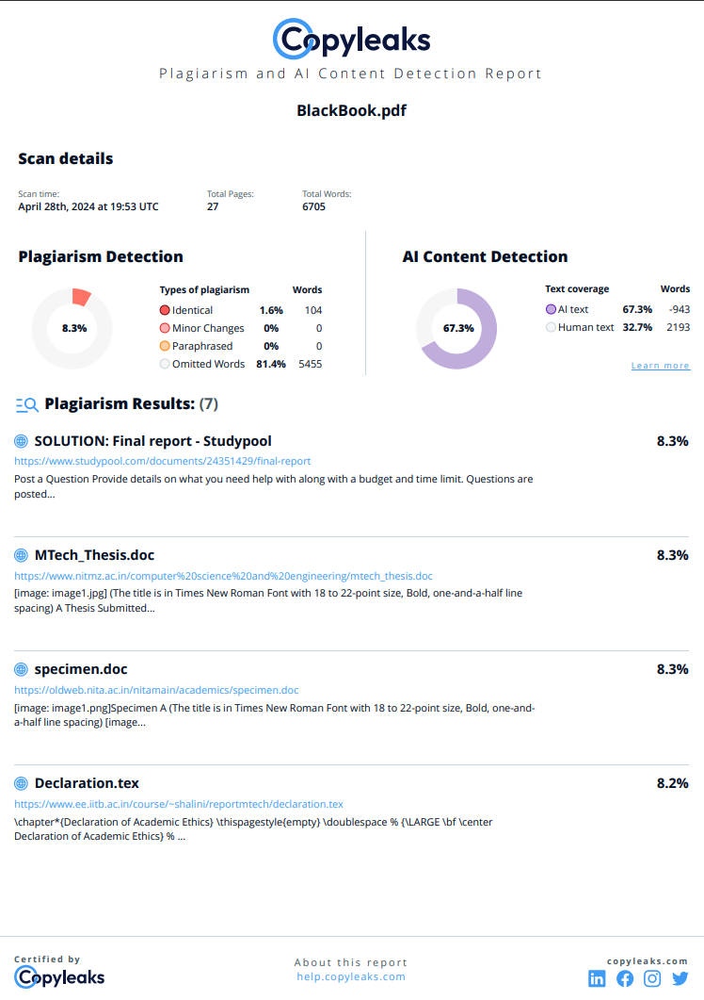 Copyleaks
Plagiarism and AI Content Detection Report
BlackBook.pdf
Scan details
Scan time:
April 28th, 2024 at 19:53 UTC
Total Pages:
27
Total Words:
6705
Plagiarism Detection
8.3%
Types of plagiarism Words
Identical 1.6% 104
Minor Changes 0% 0
Paraphrased 0% 0
Omitted Words 81.4% 5455
AI Content Detection
67.3%
Text coverage Words
AI text 67.3% -943
Human text 32.7% 2193
Learn more
Plagiarism Results: (7)
SOLUTION: Final report - Studypool 8.3%
https://www.studypool.com/documents/24351429/final-report
Post a Question Provide details on what you need help with along with a budget and time limit. Questions are
posted...
MTech_Thesis.doc 8.3%
https://www.nitmz.ac.in/computer%20science%20and%20engineering/mtech_thesis.doc
[image: image1.jpg] (The title is in Times New Roman Font with 18 to 22-point size, Bold, one-and-a-half line
spacing) A Thesis Submitted...
specimen.doc 8.3%
https://oldweb.nita.ac.in/nitamain/academics/specimen.doc
[image: image1.png]Specimen A (The title is in Times New Roman Font with 18 to 22-point size, Bold, one-and-
a-half line spacing) [image...
Declaration.tex 8.2%
https://www.ee.iitb.ac.in/course/~shalini/reportmtech/declaration.tex
\chapter*{Declaration of Academic Ethics} \thispagestyle{empty} \doublespace % {\LARGE \bf \center
Declaration of Academic Ethics} % ...
Certified by
Copyleaks
About this report
help.copyleaks.com
copyleaks.com